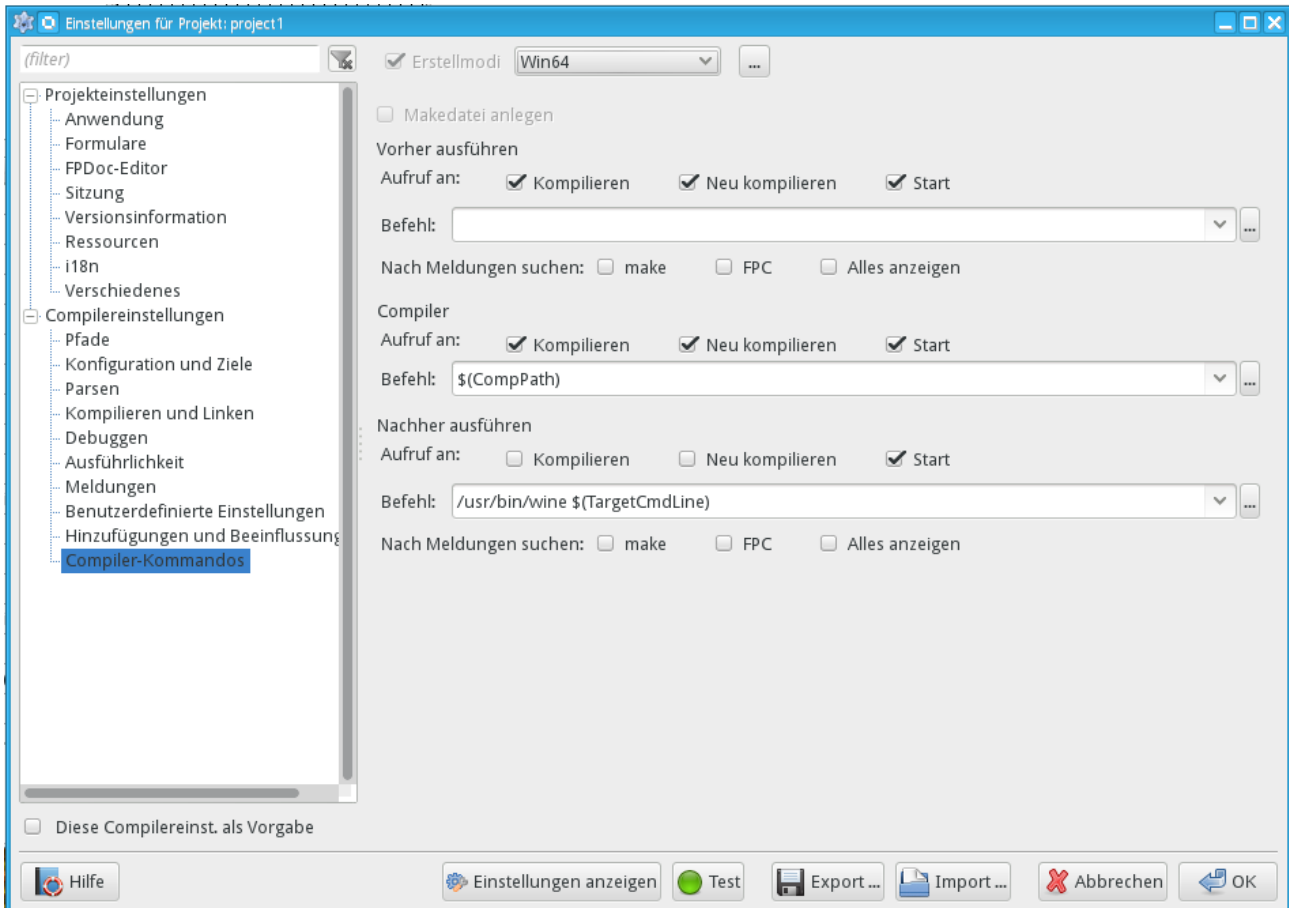 Einstellungen für Projekt: project1
(filter)
Erstellmodi Win64 ...
Projekteinstellungen
Anwendung
Formulare
FPDoc-Editor
Sitzung
Versionsinformation
Ressourcen
i18n
Verschiedenes
Compilereinstellungen
Pfade
Konfiguration und Ziele
Parsen
Kompilieren und Linken
Debuggen
Ausführlichkeit
Meldungen
Benutzerdefinierte Einstellungen
Hinzufügungen und Beeinflussung
Compiler-Kommandos
Diese Compilereinst. als Vorgabe
Makedatei anlegen
Vorher ausführen
Aufruf an: Kompilieren Neu kompilieren Start
Befehl: ...
Nach Meldungen suchen: make FPC Alles anzeigen
Compiler
Aufruf an: Kompilieren Neu kompilieren Start
Befehl: $(CompPath) ...
Nachher ausführen
Aufruf an: Kompilieren Neu kompilieren Start
Befehl: /usr/bin/wine $(TargetCmdLine) ...
Nach Meldungen suchen: make FPC Alles anzeigen
Hilfe Einstellungen anzeigen Test Export ... Import ... Abbrechen OK